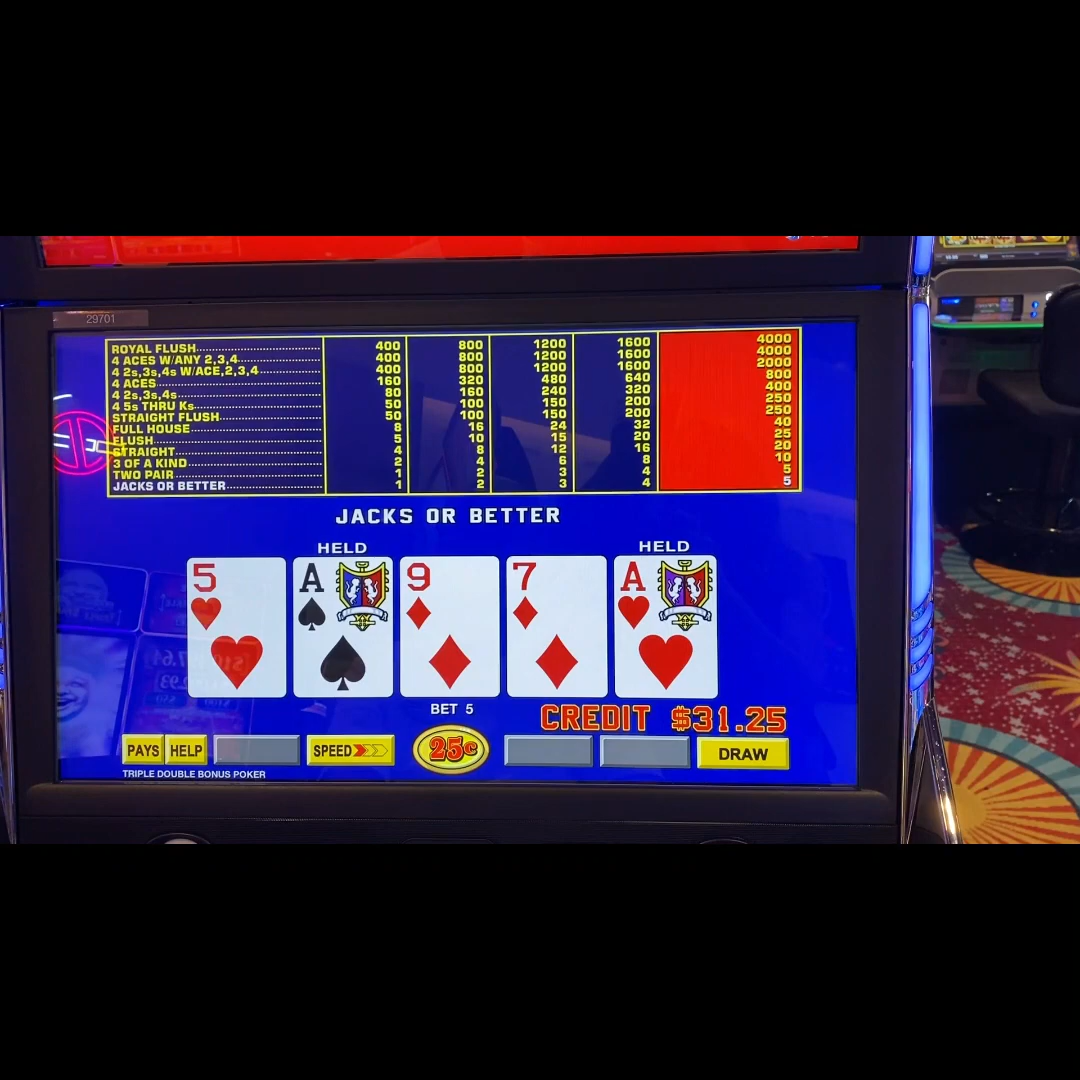 29701
ROYAL FLUSH 400 800 1200 1600 4000
4 ACES W/ANY 2,3,4 400 800 1200 1600 4000
4 2s,3s,4s W/ACE,2,3,4 400 800 1200 1600 2000
4 ACES 160 320 480 640 800
4 2s,3s,4s 80 160 240 320 400
4 5s THRU Ks 50 100 150 200 250
STRAIGHT FLUSH 50 100 150 200 250
FULL HOUSE 8 16 24 32 40
FLUSH 5 10 15 20 25
STRAIGHT 4 8 12 16 20
3 OF A KIND 2 4 6 8 10
TWO PAIR 1 2 3 4 5
JACKS OR BETTER 1 2 3 4 5
JACKS OR BETTER
HELD HELD
5 A 9 7 A
BET 5
CREDIT $31.25
PAYS HELP SPEED 25¢ DRAW
TRIPLE DOUBLE BONUS POKER